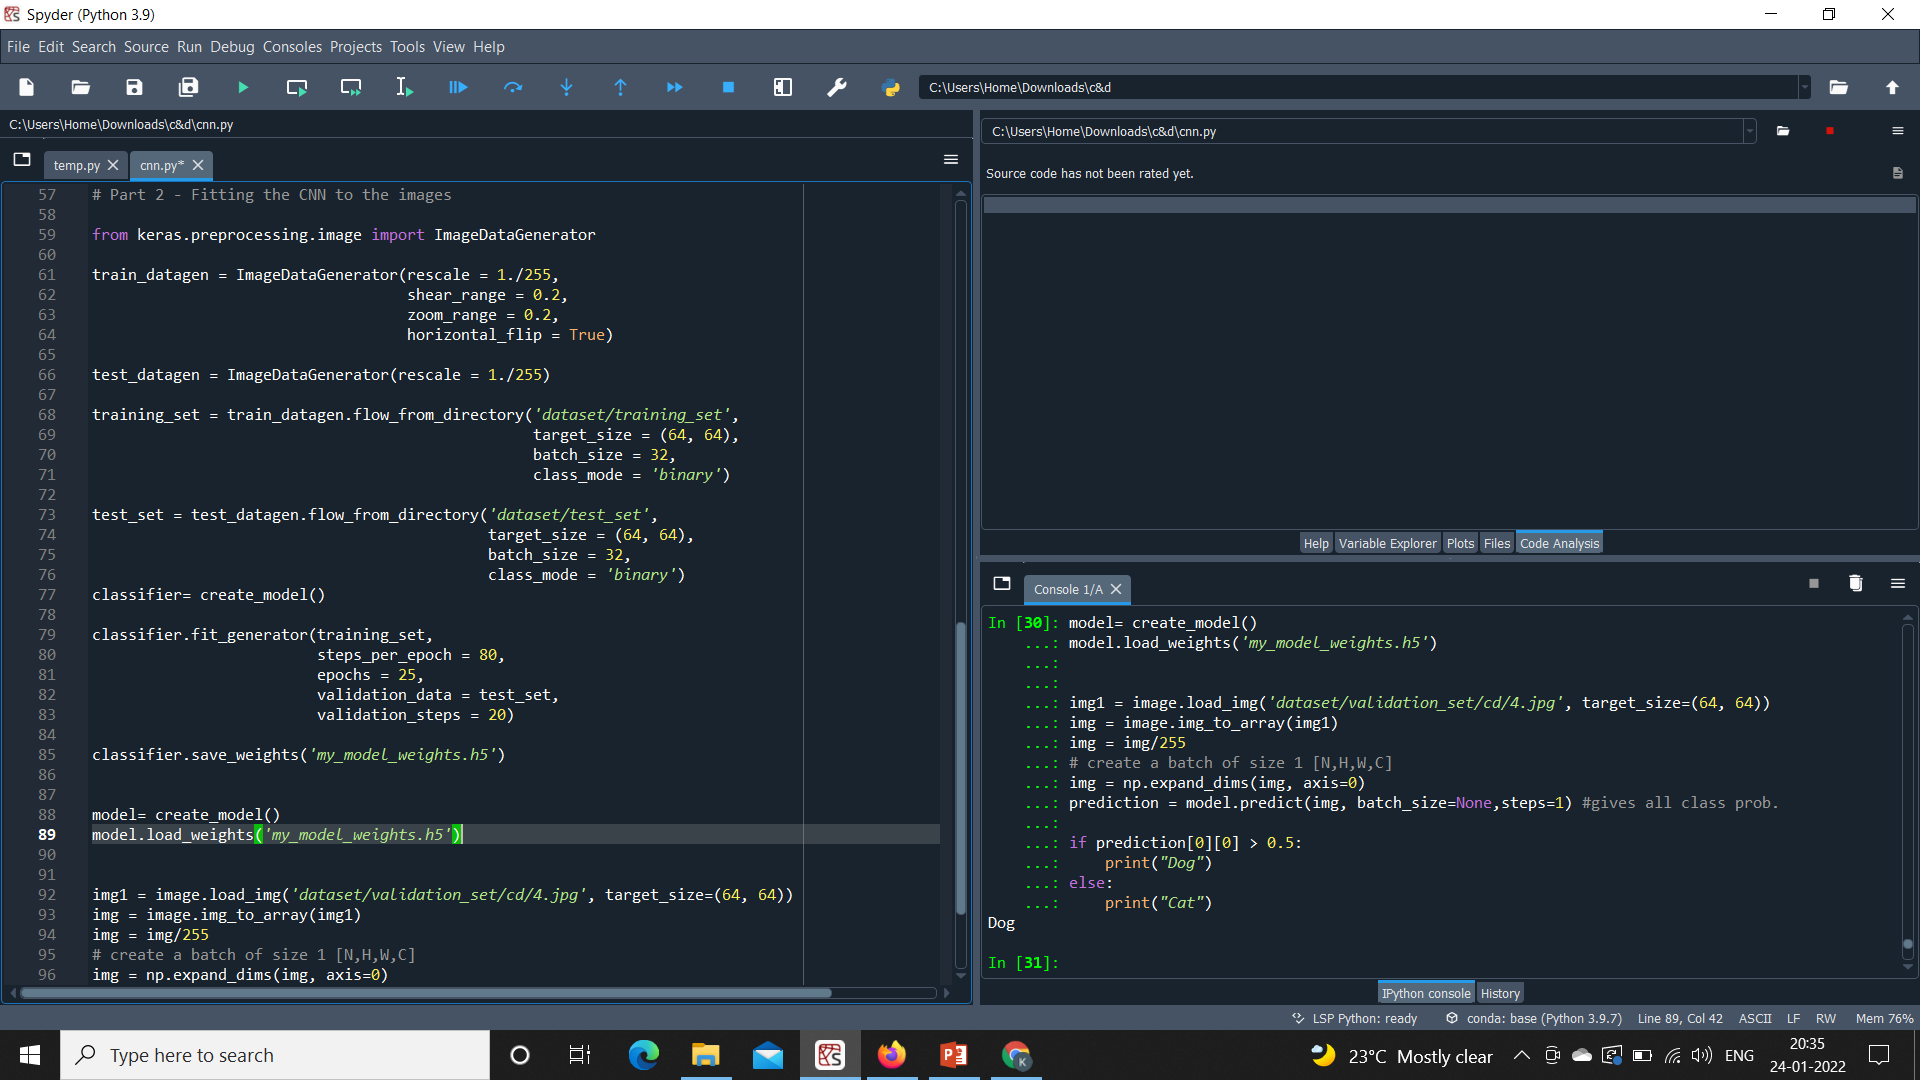 Spyder (Python 3.9)
File Edit Search Source Run Debug Consoles Projects Tools View Help
C:\Users\Home\Downloads\c&d
C:\Users\Home\Downloads\c&d\cnn.py
temp.py cnn.py*
57 # Part 2 - Fitting the CNN to the images
58
59 from keras.preprocessing.image import ImageDataGenerator
60
61 train_datagen = ImageDataGenerator(rescale = 1./255,
62 shear_range = 0.2,
63 zoom_range = 0.2,
64 horizontal_flip = True)
65
66 test_datagen = ImageDataGenerator(rescale = 1./255)
67
68 training_set = train_datagen.flow_from_directory('dataset/training_set',
69 target_size = (64, 64),
70 batch_size = 32,
71 class_mode = 'binary')
72
73 test_set = test_datagen.flow_from_directory('dataset/test_set',
74 target_size = (64, 64),
75 batch_size = 32,
76 class_mode = 'binary')
77 classifier= create_model()
78
79 classifier.fit_generator(training_set,
80 steps_per_epoch = 80,
81 epochs = 25,
82 validation_data = test_set,
83 validation_steps = 20)
84
85 classifier.save_weights('my_model_weights.h5')
86
87
88 model= create_model()
89 model.load_weights('my_model_weights.h5')
90
91
92 img1 = image.load_img('dataset/validation_set/cd/4.jpg', target_size=(64, 64))
93 img = image.img_to_array(img1)
94 img = img/255
95 # create a batch of size 1 [N,H,W,C]
96 img = np.expand_dims(img, axis=0)
C:\Users\Home\Downloads\c&d\cnn.py
Source code has not been rated yet.
Help Variable Explorer Plots Files Code Analysis
Console 1/A
In [30]: model= create_model()
...: model.load_weights('my_model_weights.h5')
...:
...:
...: img1 = image.load_img('dataset/validation_set/cd/4.jpg', target_size=(64, 64))
...: img = image.img_to_array(img1)
...: img = img/255
...: # create a batch of size 1 [N,H,W,C]
...: img = np.expand_dims(img, axis=0)
...: prediction = model.predict(img, batch_size=None,steps=1) #gives all class prob.
...:
...: if prediction[0][0] > 0.5:
...: print("Dog")
...: else:
...: print("Cat")
Dog
In [31]:
IPython console History
LSP Python: ready conda: base (Python 3.9.7) Line 89, Col 42 ASCII LF RW Mem 76%
Type here to search
23°C Mostly clear ENG
20:35
24-01-2022